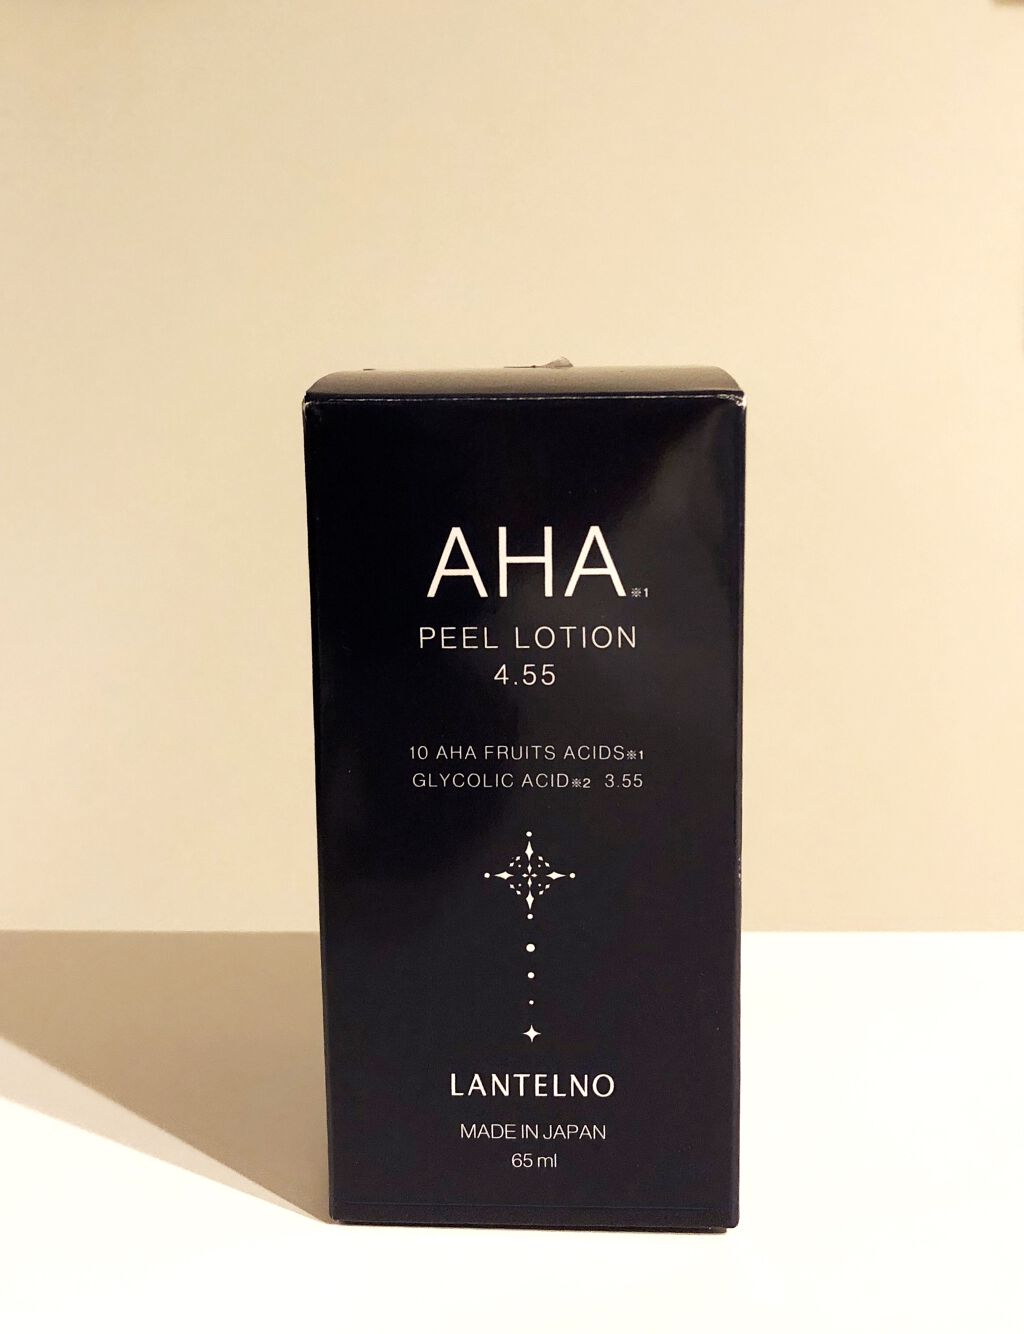 AHA※1
PEEL LOTION
4.55
10 AHA FRUITS ACIDS※1
GLYCOLIC ACID※2 3.55
LANTELNO
MADE IN JAPAN
65 ml